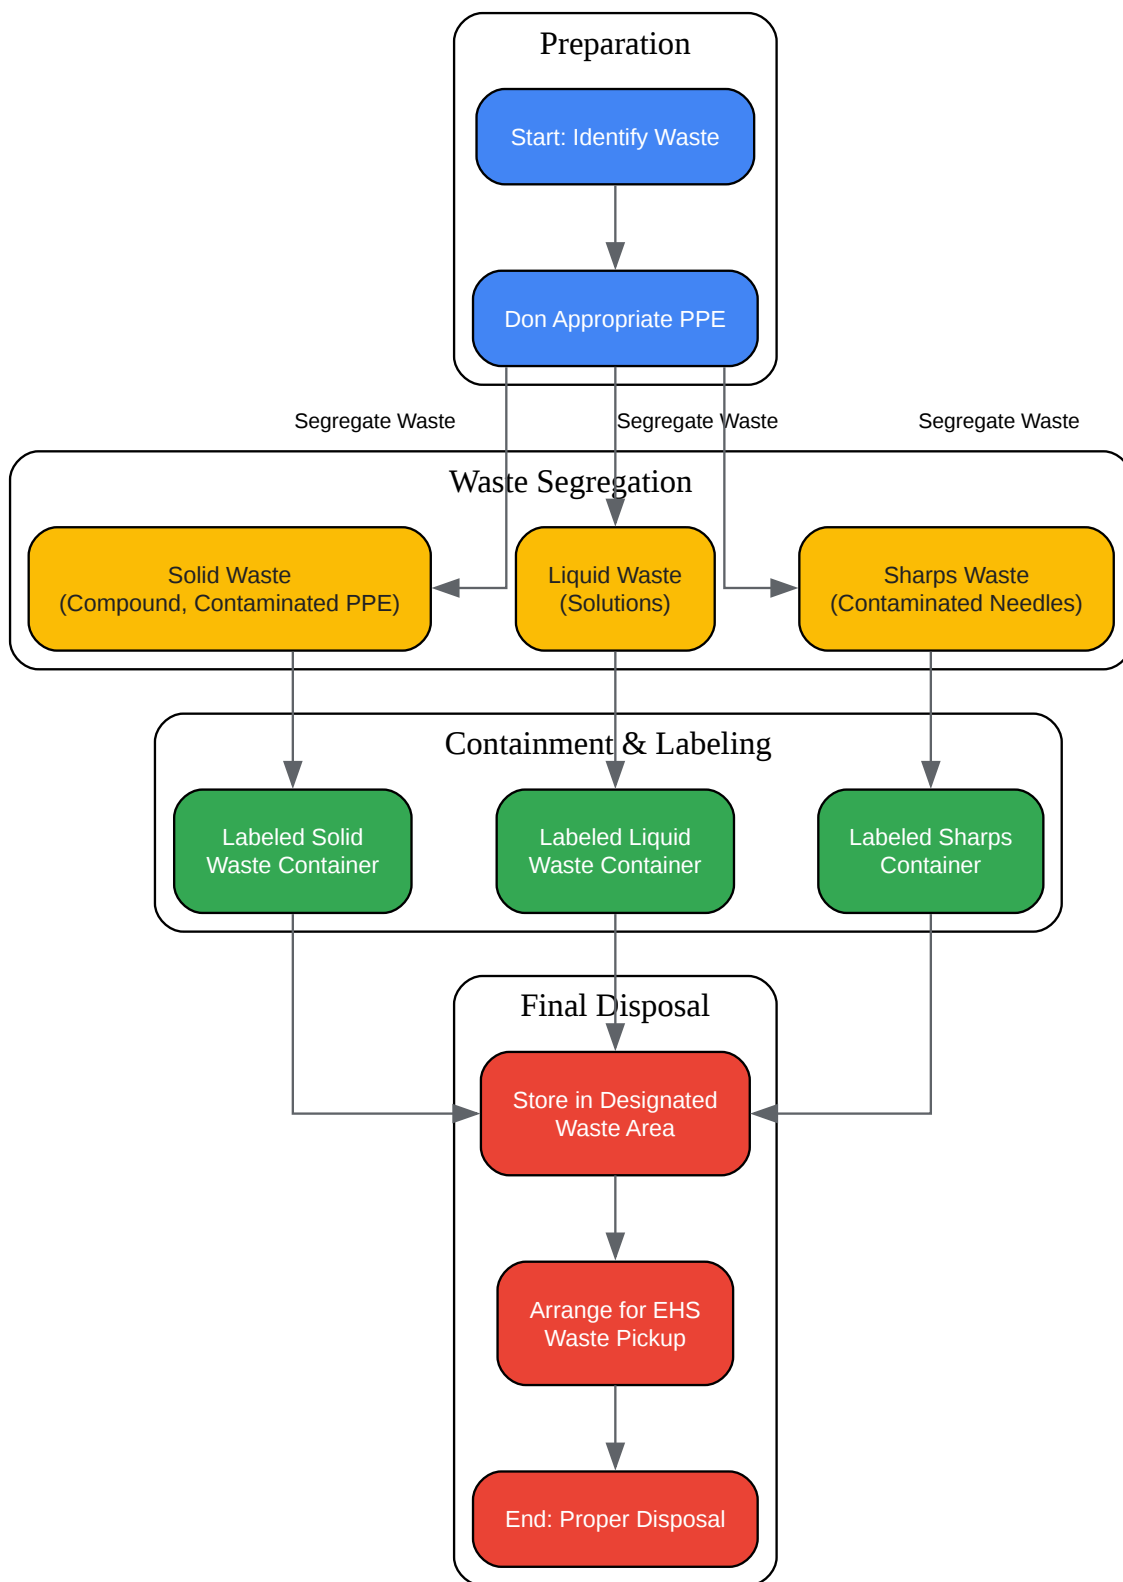 Preparation
Start: Identify Waste
Don Appropriate PPE
Segregate Waste
Segregate Waste
Segregate Waste
Waste Segregation
Solid Waste
(Compound, Contaminated PPE)
Liquid Waste
(Solutions)
Sharps Waste
(Contaminated Needles)
Containment & Labeling
Labeled Solid
Waste Container
Labeled Liquid
Waste Container
Labeled Sharps
Container
Final Disposal
Store in Designated
Waste Area
Arrange for EHS
Waste Pickup
End: Proper Disposal